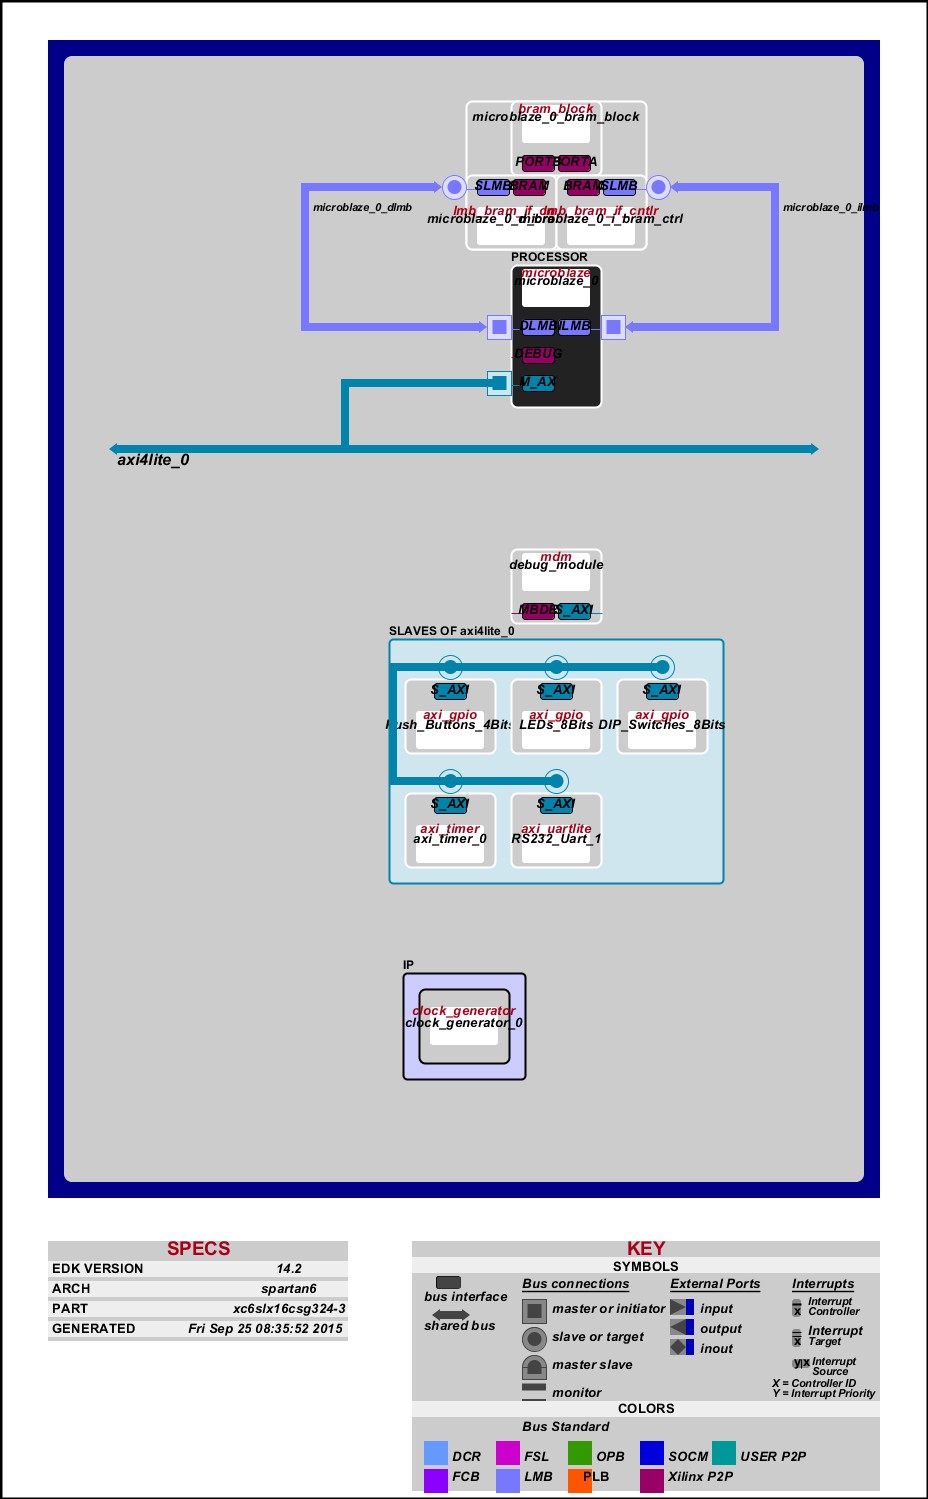 bram_block
microblaze_0_bram_block
PORTB PORTA
SLMB BRAM BRAM SLMB
microblaze_0_dlmb
microblaze_0_ilmb
lmb_bram_if_cntlr
microblaze_0_i_bram_ctrl
PROCESSOR
microblaze
microblaze_0
DLMB ILMB
DEBUG
M_AX
axi4lite_0
mdm
debug_module
S_AXI
SLAVES OF axi4lite_0
S_AXI S_AXI S_AXI
axi_gpio axi_gpio axi_gpio
Push_Buttons_4Bits LEDs_8Bits DIP_Switches_8Bits
S_AXI S_AXI
axi_timer axi_uartlite
axi_timer_0 RS232_Uart_1
IP
clock_generator
clock_generator_0
SPECS
EDK VERSION 14.2
ARCH spartan6
PART xc6slx16csg324-3
GENERATED Fri Sep 25 08:35:52 2015
KEY
SYMBOLS
bus interface
shared bus
Bus connections
master or initiator
slave or target
master slave
monitor
External Ports
input
output
inout
Interrupts
Interrupt
Controller
Interrupt
Target
Interrupt
Source
X = Controller ID
Y = Interrupt Priority
COLORS
Bus Standard
DCR FSL OPB SOCM USER P2P
FCB LMB PLB Xilinx P2P